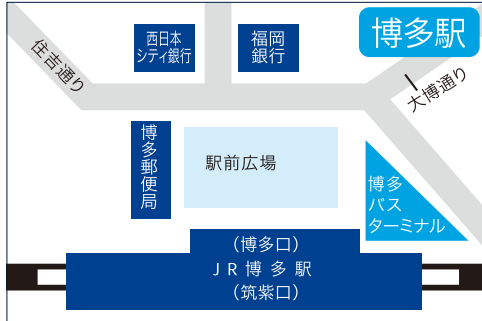 博多駅
西日本
シティ銀行
福岡
銀行
住吉通り
大博通り
博多郵便局
駅前広場
博多
バス
ターミナル
(博多口)
JR博多駅
(筑紫口)